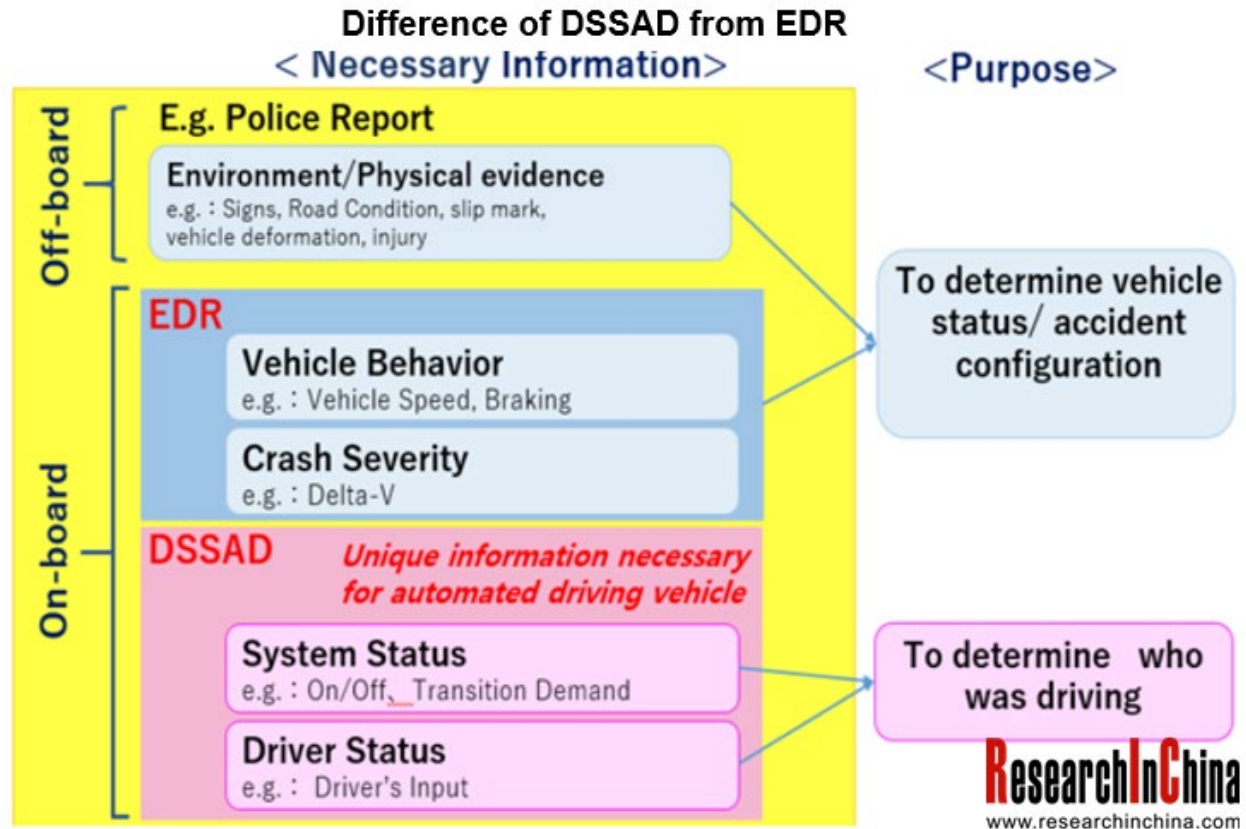 Difference of DSSAD from EDR
< Necessary Information>
<Purpose>
Off-board
E.g. Police Report
Environment/Physical evidence
e.g.：Signs, Road Condition, slip mark,
vehicle deformation, injury
To determine vehicle
status/ accident
configuration
On-board
EDR
Vehicle Behavior
e.g.：Vehicle Speed, Braking
Crash Severity
e.g.：Delta-V
DSSAD
Unique information necessary
for automated driving vehicle
System Status
e.g.：On/Off、Transition Demand
Driver Status
e.g.： Driver's Input
To determine who
was driving
ResearchInChina
www.researchinchina.com